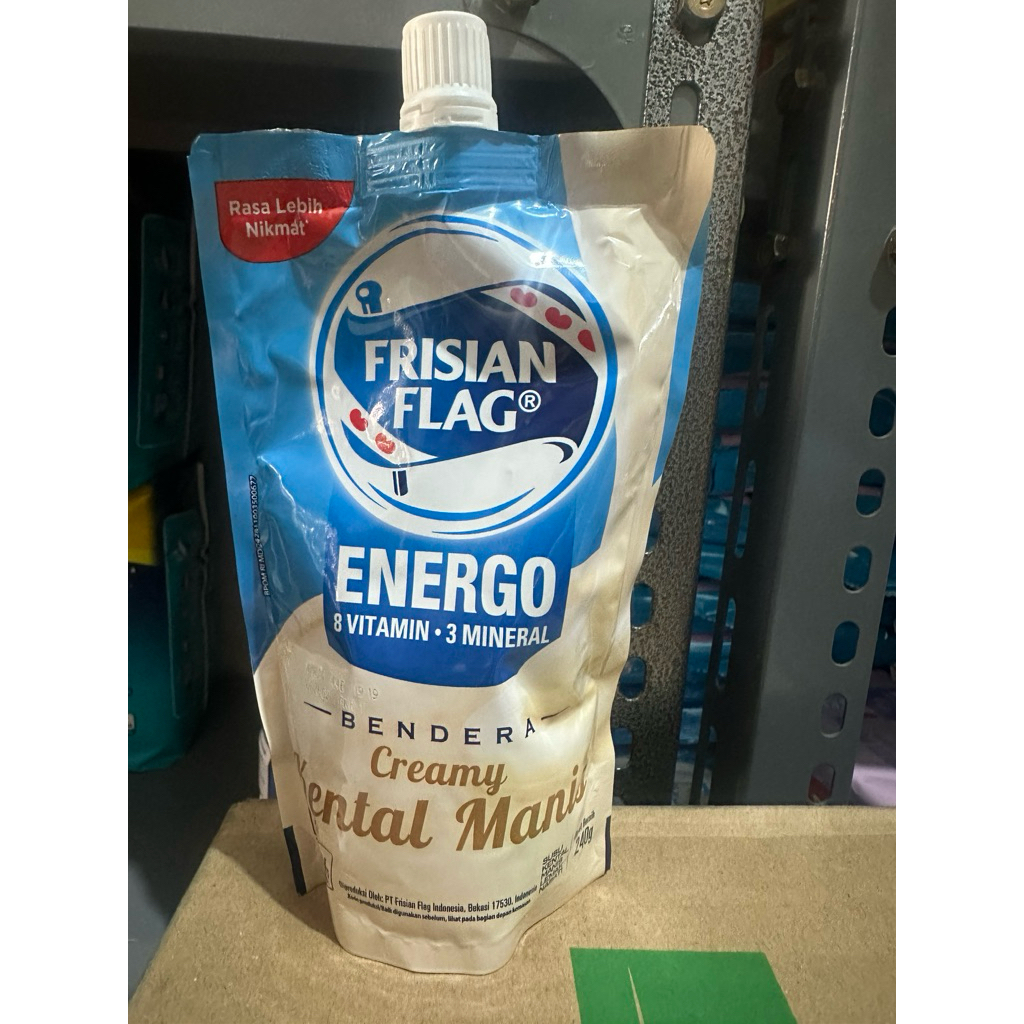 Rasa Lebih
Nikmat*
FRISIAN
FLAG®
ENERGO
8 VITAMIN • 3 MINERAL
BENDERA
Creamy
Kental Manis
240g
Diproduksi Oleh: PT Frisian Flag Indonesia, Bekasi 17530, Indonesia